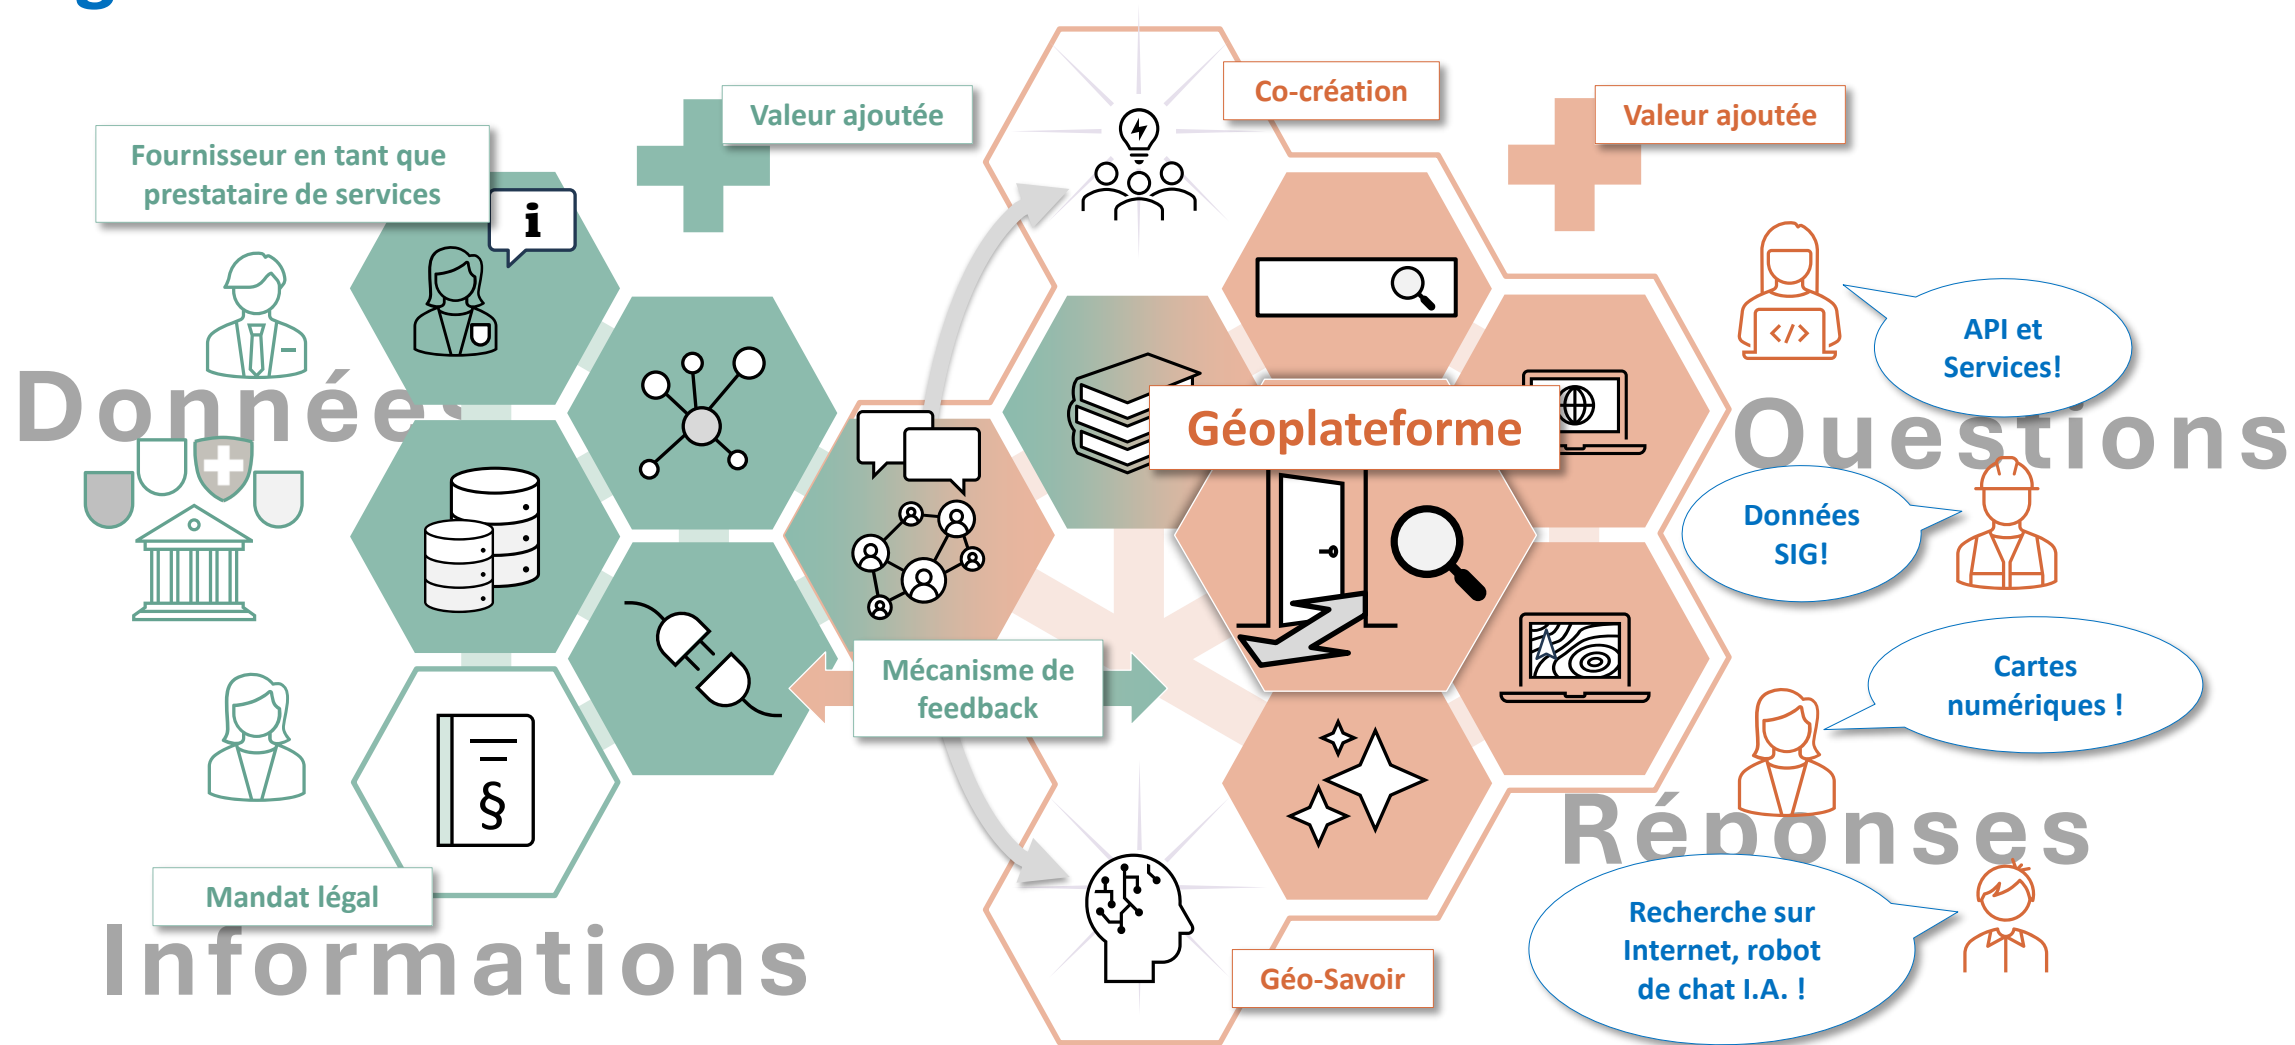 Valeur ajoutée
Co-création
Valeur ajoutée
Fournisseur en tant que
prestataire de services
i
</>
API et
Services!
Géoplateforme
Questions
Données
SIG!
Mécanisme de
feedback
Cartes
numériques !
§
Réponses
Mandat légal
Informations
Géo-Savoir
Recherche sur
Internet, robot
de chat I.A. !